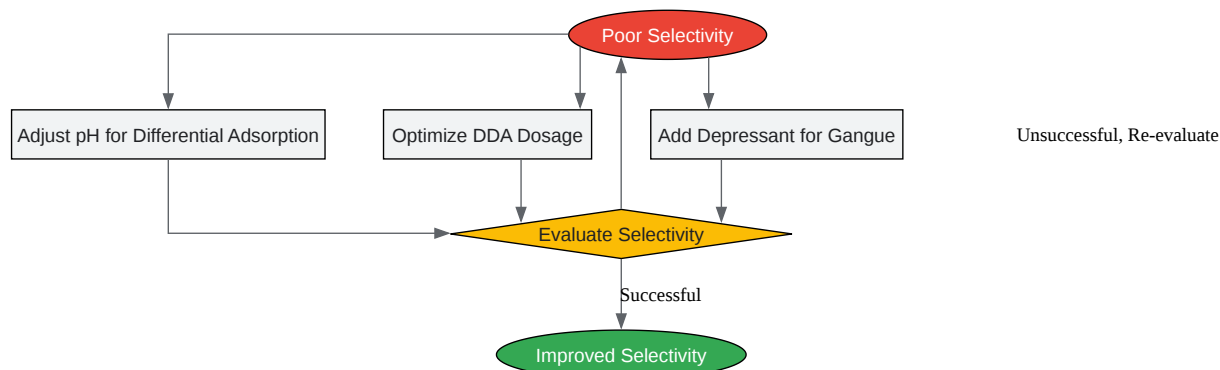 Poor Selectivity
Adjust pH for Differential Adsorption
Optimize DDA Dosage
Add Depressant for Gangue
Unsuccessful, Re-evaluate
Evaluate Selectivity
Successful
Improved Selectivity